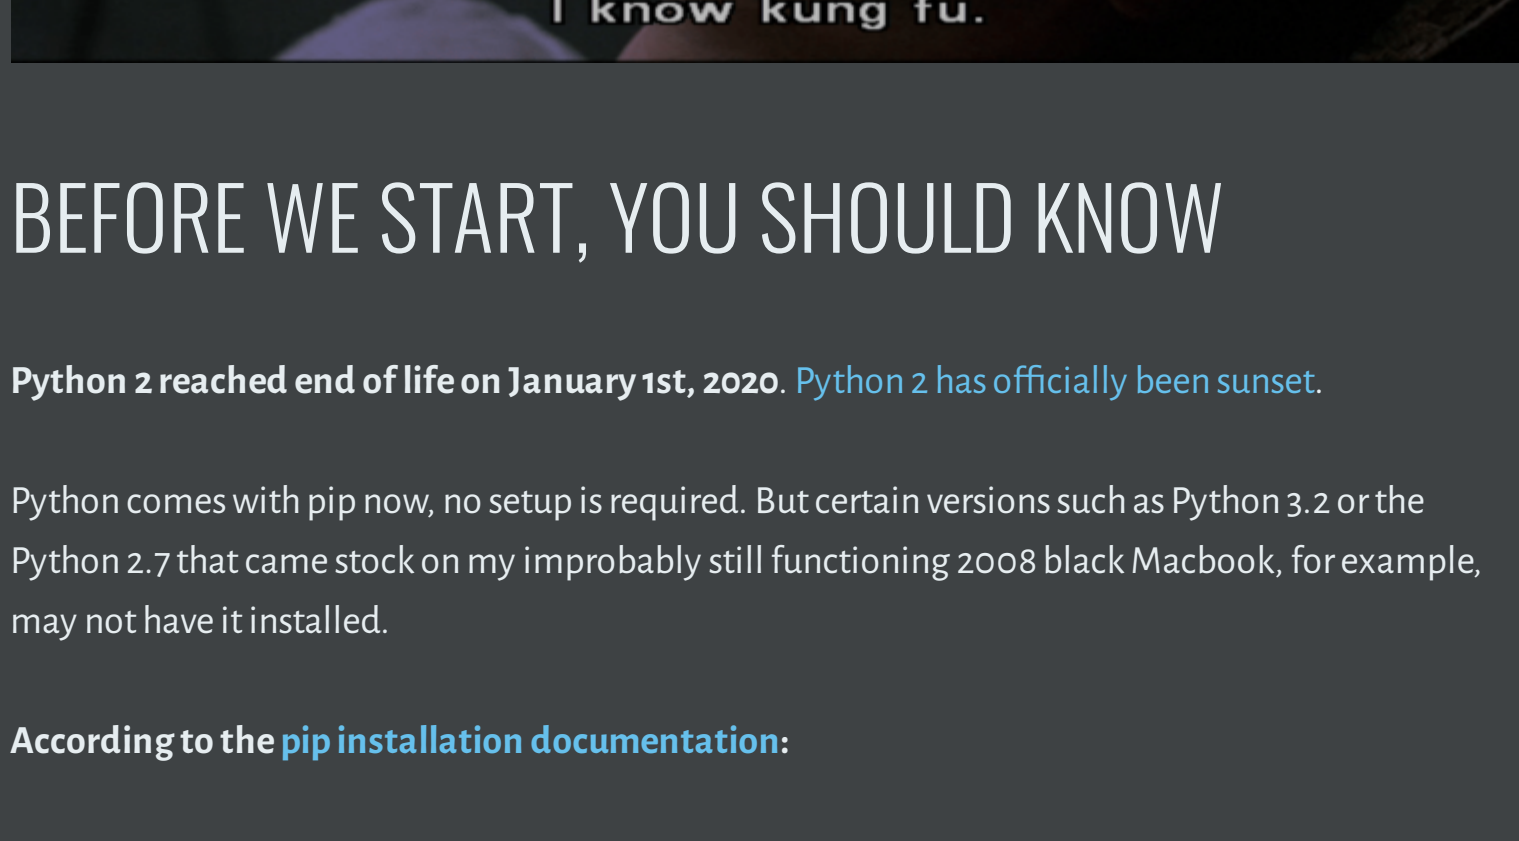 I know kung fu.
BEFORE WE START, YOU SHOULD KNOW
Python 2 reached end of life on January 1st, 2020. Python 2 has officially been sunset.
Python comes with pip now, no setup is required. But certain versions such as Python 3.2 or the
Python 2.7 that came stock on my improbably still functioning 2008 black Macbook, for example,
may not have it installed.
According to the pip installation documentation: